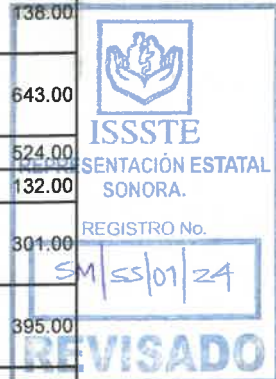 138.00
643.00
ISSSTE
524.00
REPRESENTACIÓN ESTATAL
132.00 SONORA.
REGISTRO No.
301.00
SM/SS/01/24
395.00
REVISADO